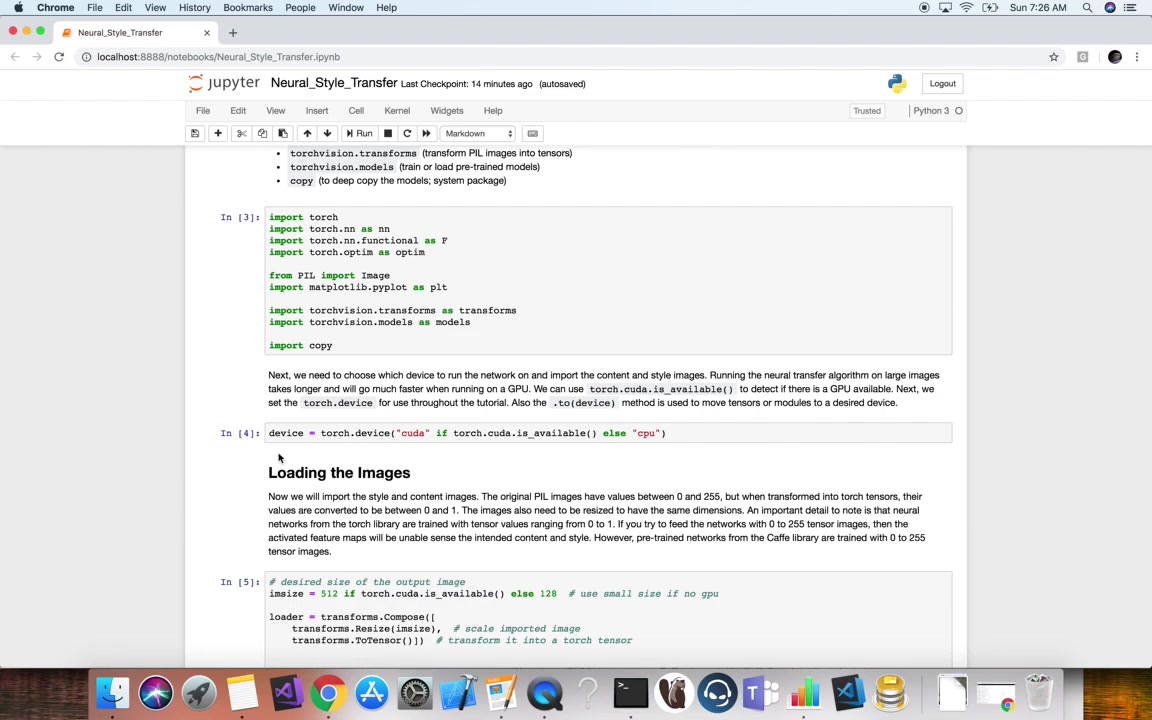 Chrome File Edit View History Bookmarks People Window Help Sun 7:26 AM
Neural_Style_Transfer
localhost:8888/notebooks/Neural_Style_Transfer.ipynb
jupyter Neural_Style_Transfer Last Checkpoint: 14 minutes ago (autosaved) Logout
File Edit View Insert Cell Kernel Widgets Help Trusted Python 3
Run Markdown
• torchvision.transforms (transform PIL images into tensors)
• torchvision.models (train or load pre-trained models)
• copy (to deep copy the models; system package)
In [3]: import torch
import torch.nn as nn
import torch.nn.functional as F
import torch.optim as optim
from PIL import Image
import matplotlib.pyplot as plt
import torchvision.transforms as transforms
import torchvision.models as models
import copy
Next, we need to choose which device to run the network on and import the content and style images. Running the neural transfer algorithm on large images
takes longer and will go much faster when running on a GPU. We can use torch.cuda.is_available() to detect if there is a GPU available. Next, we
set the torch.device for use throughout the tutorial. Also the .to(device) method is used to move tensors or modules to a desired device.
In [4]: device = torch.device("cuda" if torch.cuda.is_available() else "cpu")
Loading the Images
Now we will import the style and content images. The original PIL images have values between 0 and 255, but when transformed into torch tensors, their
values are converted to be between 0 and 1. The images also need to be resized to have the same dimensions. An important detail to note is that neural
networks from the torch library are trained with tensor values ranging from 0 to 1. If you try to feed the networks with 0 to 255 tensor images, then the
activated feature maps will be unable sense the intended content and style. However, pre-trained networks from the Caffe library are trained with 0 to 255
tensor images.
In [5]: # desired size of the output image
imsize = 512 if torch.cuda.is_available() else 128 # use small size if no gpu
loader = transforms.Compose([
transforms.Resize(imsize), # scale imported image
transforms.ToTensor()]) # transform it into a torch tensor